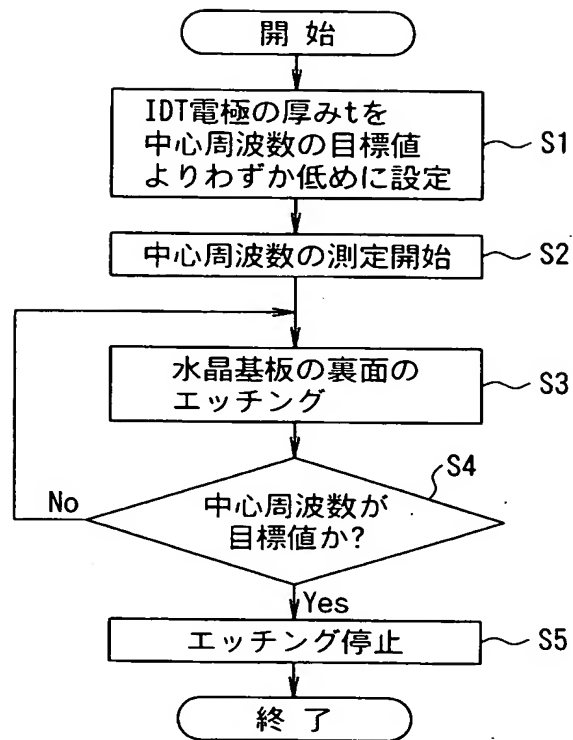 開 始
IDT電極の厚みtを
中心周波数の目標値
よりわずか低めに設定
S1
中心周波数の測定開始
S2
水晶基板の裏面の
エッチング
S3
S4
No
中心周波数が
目標値か?
Yes
エッチング停止
S5
終 了